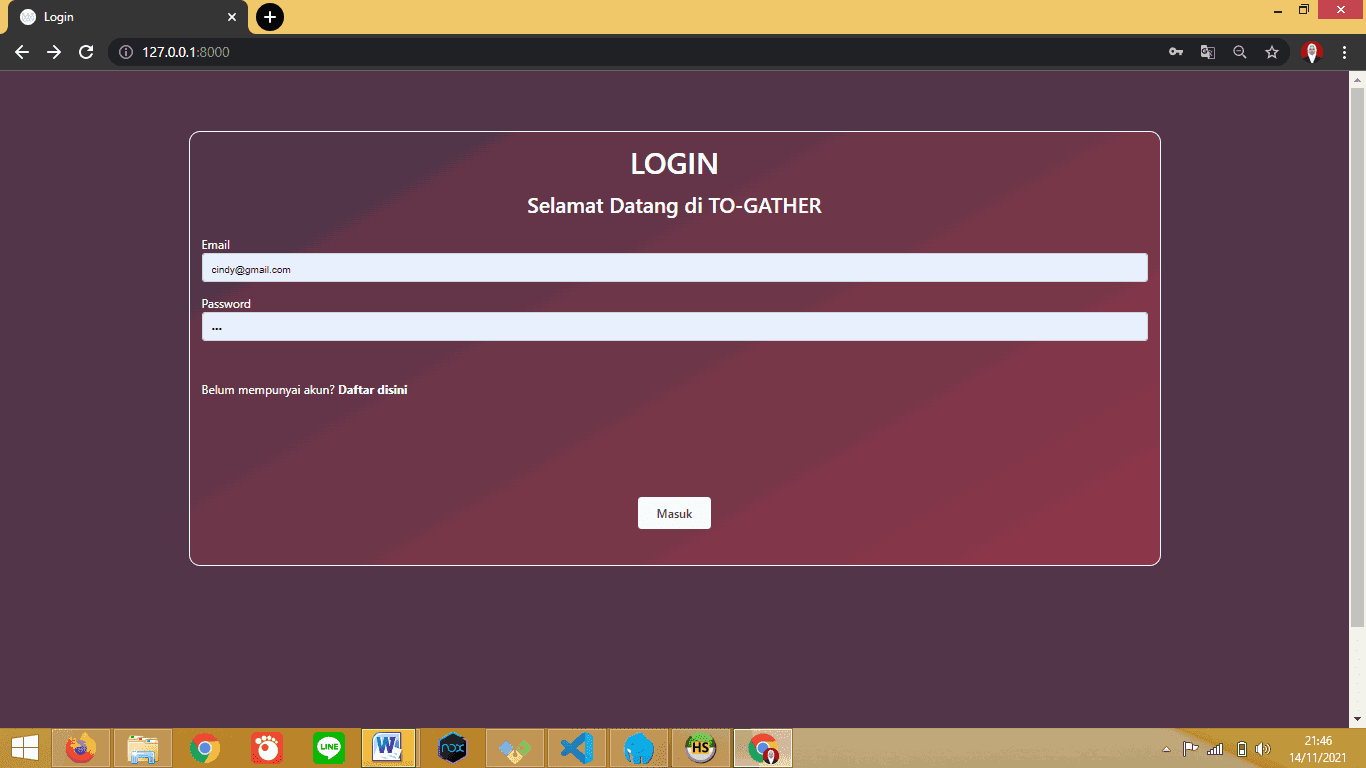 Login
127.0.0.1:8000
LOGIN
Selamat Datang di TO-GATHER
Email
cindy@gmail.com
Password
•••
Belum mempunyai akun? Daftar disini
Masuk
LINE
W
nox
HS
21:46
14/11/2021